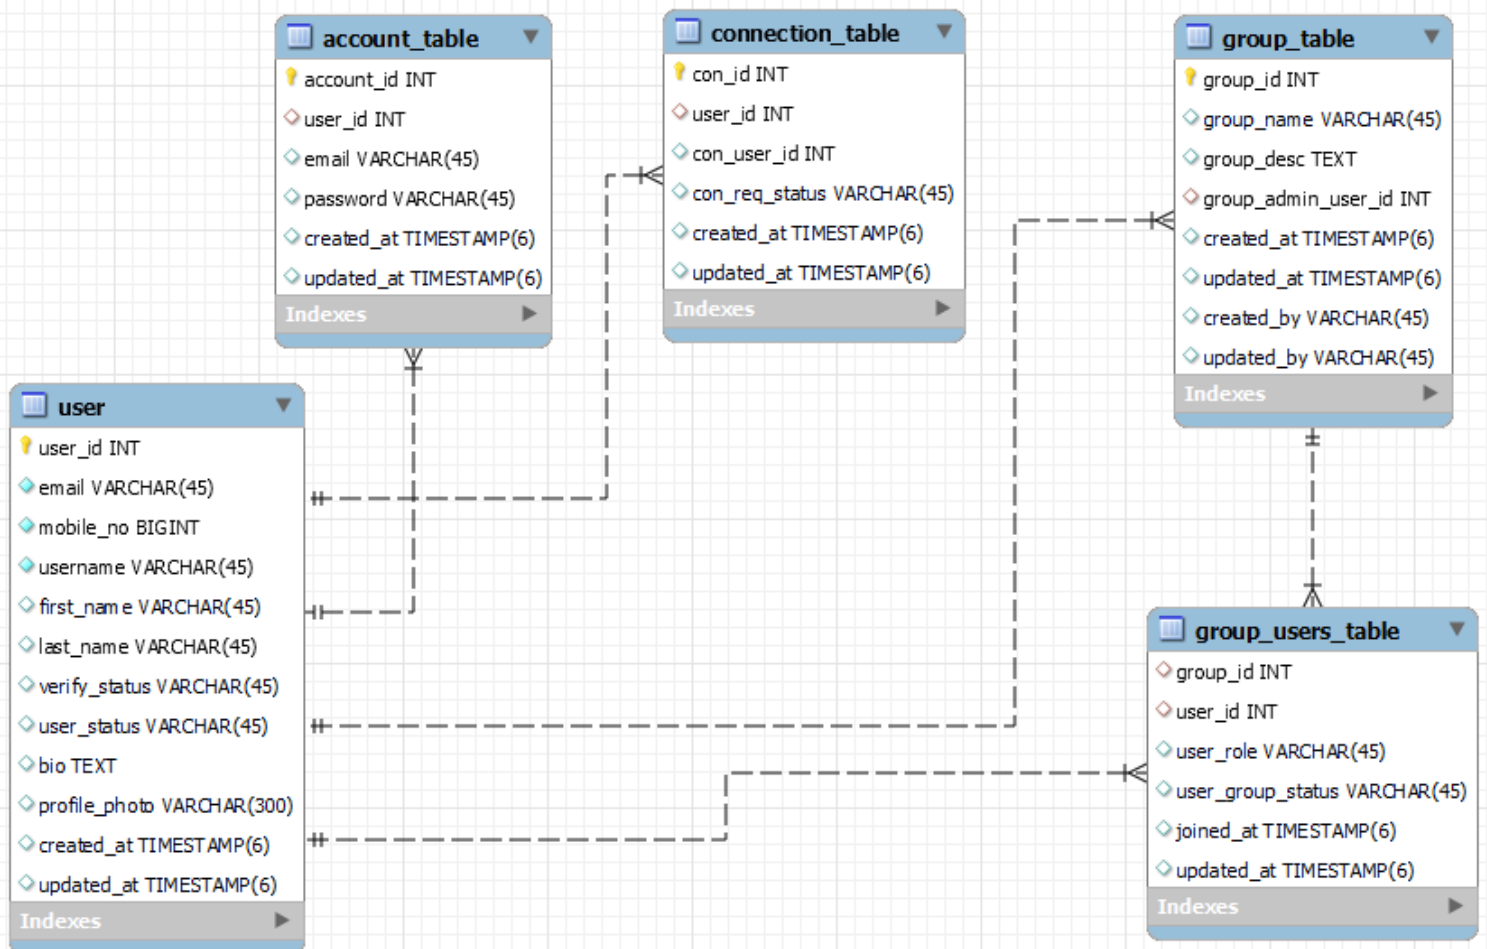 account_table
account_id INT
user_id INT
email VARCHAR(45)
password VARCHAR(45)
created_at TIMESTAMP(6)
updated_at TIMESTAMP(6)
Indexes
connection_table
con_id INT
user_id INT
con_user_id INT
con_req_status VARCHAR(45)
created_at TIMESTAMP(6)
updated_at TIMESTAMP(6)
Indexes
group_table
group_id INT
group_name VARCHAR(45)
group_desc TEXT
group_admin_user_id INT
created_at TIMESTAMP(6)
updated_at TIMESTAMP(6)
created_by VARCHAR(45)
updated_by VARCHAR(45)
Indexes
user
user_id INT
email VARCHAR(45)
mobile_no BIGINT
username VARCHAR(45)
first_name VARCHAR(45)
last_name VARCHAR(45)
verify_status VARCHAR(45)
user_status VARCHAR(45)
bio TEXT
profile_photo VARCHAR(300)
created_at TIMESTAMP(6)
updated_at TIMESTAMP(6)
Indexes
group_users_table
group_id INT
user_id INT
user_role VARCHAR(45)
user_group_status VARCHAR(45)
joined_at TIMESTAMP(6)
updated_at TIMESTAMP(6)
Indexes